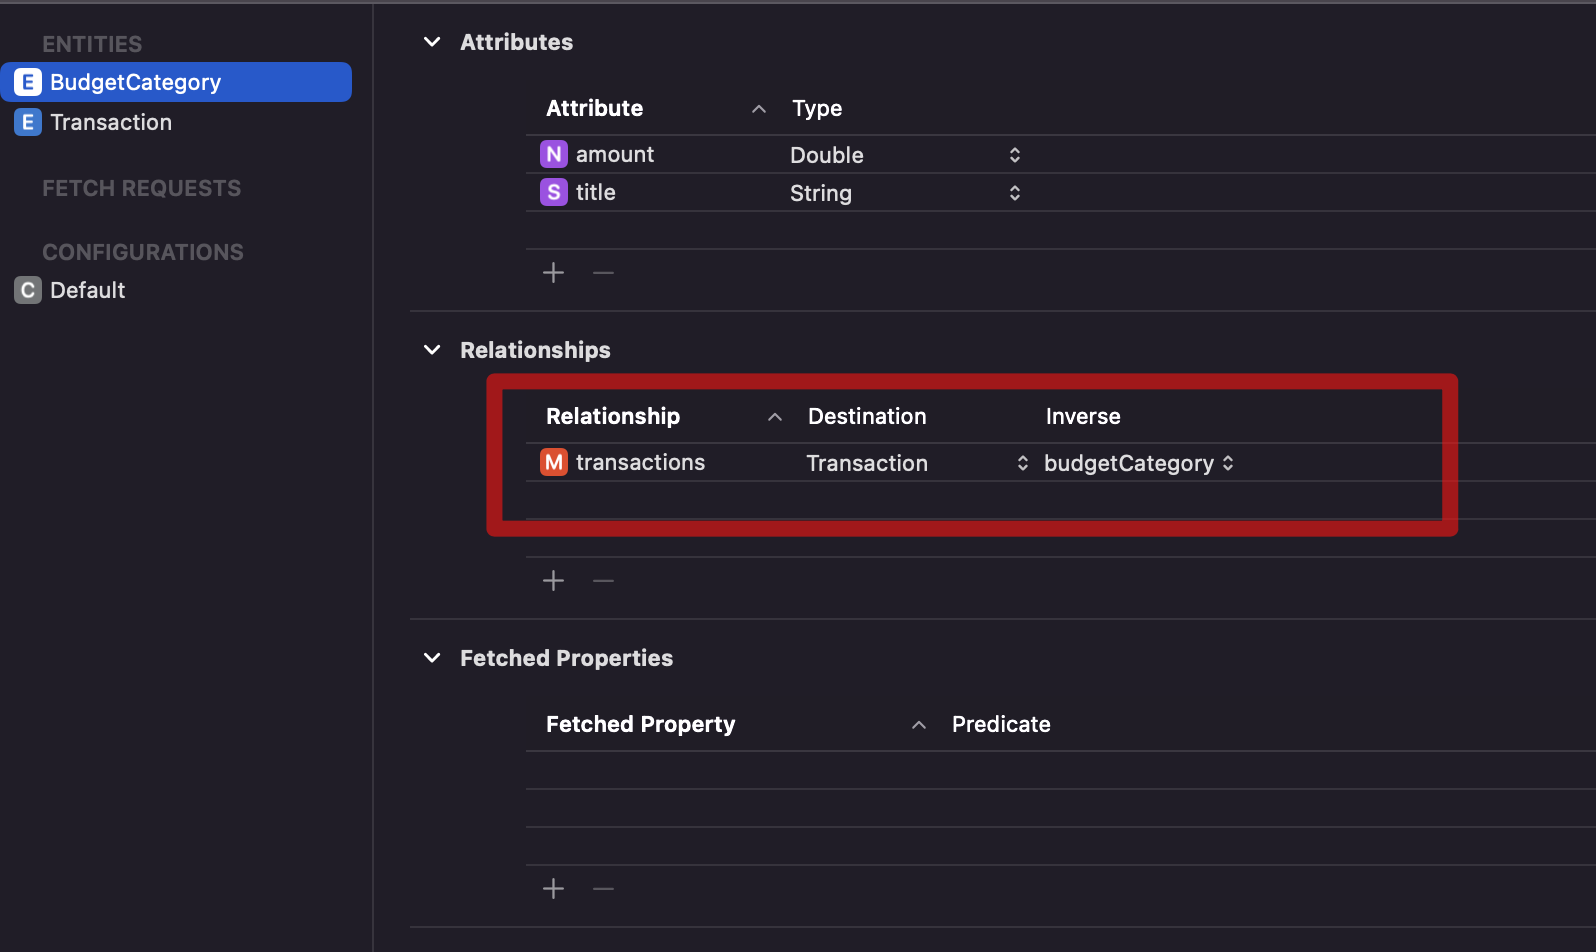 ENTITIES
E BudgetCategory
E Transaction
FETCH REQUESTS
CONFIGURATIONS
C Default
Attributes
Attribute Type
N amount Double
S title String
Relationships
Relationship Destination Inverse
M transactions Transaction budgetCategory
Fetched Properties
Fetched Property Predicate